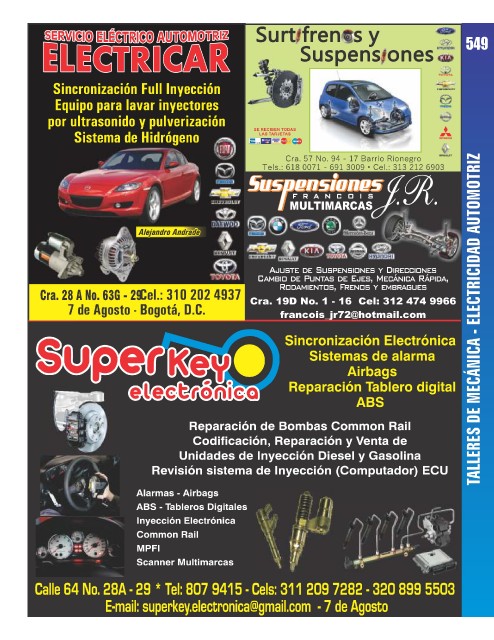 SERVICIO ELÉCTRICO AUTOMOTRIZ
ELECTRICAR
Sincronización Full Inyección
Equipo para lavar inyectores
por ultrasonido y pulverización
Sistema de Hidrógeno
Alejandro Andrade
Cra. 28 A No. 63G - 29Cel.: 310 202 4937
7 de Agosto - Bogotá, D.C.
Surtifrenos y
Suspensiones
SE RECIBEN TODAS
LAS TARJETAS
Cra. 57 No. 94 - 17 Barrio Rionegro
Tels.: 618 0071 - 691 3009 • Cel.: 313 212 6903
Suspensiones J.R.
FRANCOIS
MULTIMARCAS
AJUSTE DE SUSPENSIONES Y DIRECCIONES
CAMBIO DE PUNTAS DE EJES, MECÁNICA RÁPIDA,
RODAMIENTOS, FRENOS Y EMBRAGUES
Cra. 19D No. 1 - 16 Cel: 312 474 9966
francois_jr72@hotmail.com
Superkey
electrónica
Sincronización Electrónica
Sistemas de alarma
Airbags
Reparación Tablero digital
ABS
Reparación de Bombas Common Rail
Codificación, Reparación y Venta de
Unidades de Inyección Diesel y Gasolina
Revisión sistema de Inyección (Computador) ECU
Alarmas - Airbags
ABS - Tableros Digitales
Inyección Electrónica
Common Rail
MPFI
Scanner Multimarcas
Calle 64 No. 28A - 29 * Tel: 807 9415 - Cels: 311 209 7282 - 320 899 5503
E-mail: superkey.electronica@gmail.com - 7 de Agosto
549
TALLERES DE MECÁNICA - ELECTRICIDAD AUTOMOTRIZ